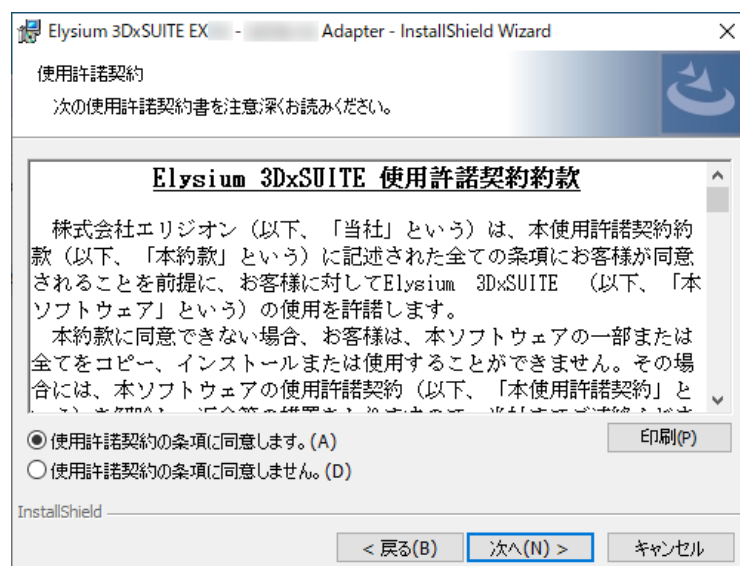 Elysium 3DxSUITE EX - Adapter - InstallShield Wizard
使用許諾契約
次の使用許諾契約書を注意深くお読みください。
Elysium 3DxSUITE 使用許諾契約約款
株式会社エリジオン（以下、「当社」という）は、本使用許諾契約約
款（以下、「本約款」という）に記述された全ての条項にお客様が同意
されることを前提に、お客様に対してElysium 3DxSUITE （以下、「本
ソフトウェア」という）の使用を許諾します。
本約款に同意できない場合、お客様は、本ソフトウェアの一部または
全てをコピー、インストールまたは使用することができません。その場
合には、本ソフトウェアの使用許諾契約（以下、「本使用許諾契約」と
使用許諾契約の条項に同意します。(A)
印刷(P)
使用許諾契約の条項に同意しません。(D)
InstallShield
< 戻る(B)
次へ(N) >
キャンセル